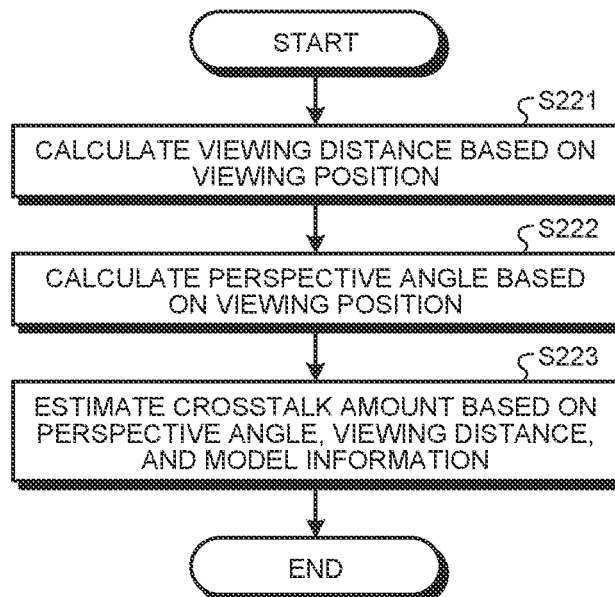 START
S221
CALCULATE VIEWING DISTANCE BASED ON
VIEWING POSITION
S222
CALCULATE PERSPECTIVE ANGLE BASED
ON VIEWING POSITION
S223
ESTIMATE CROSSTALK AMOUNT BASED ON
PERSPECTIVE ANGLE, VIEWING DISTANCE,
AND MODEL INFORMATION
END